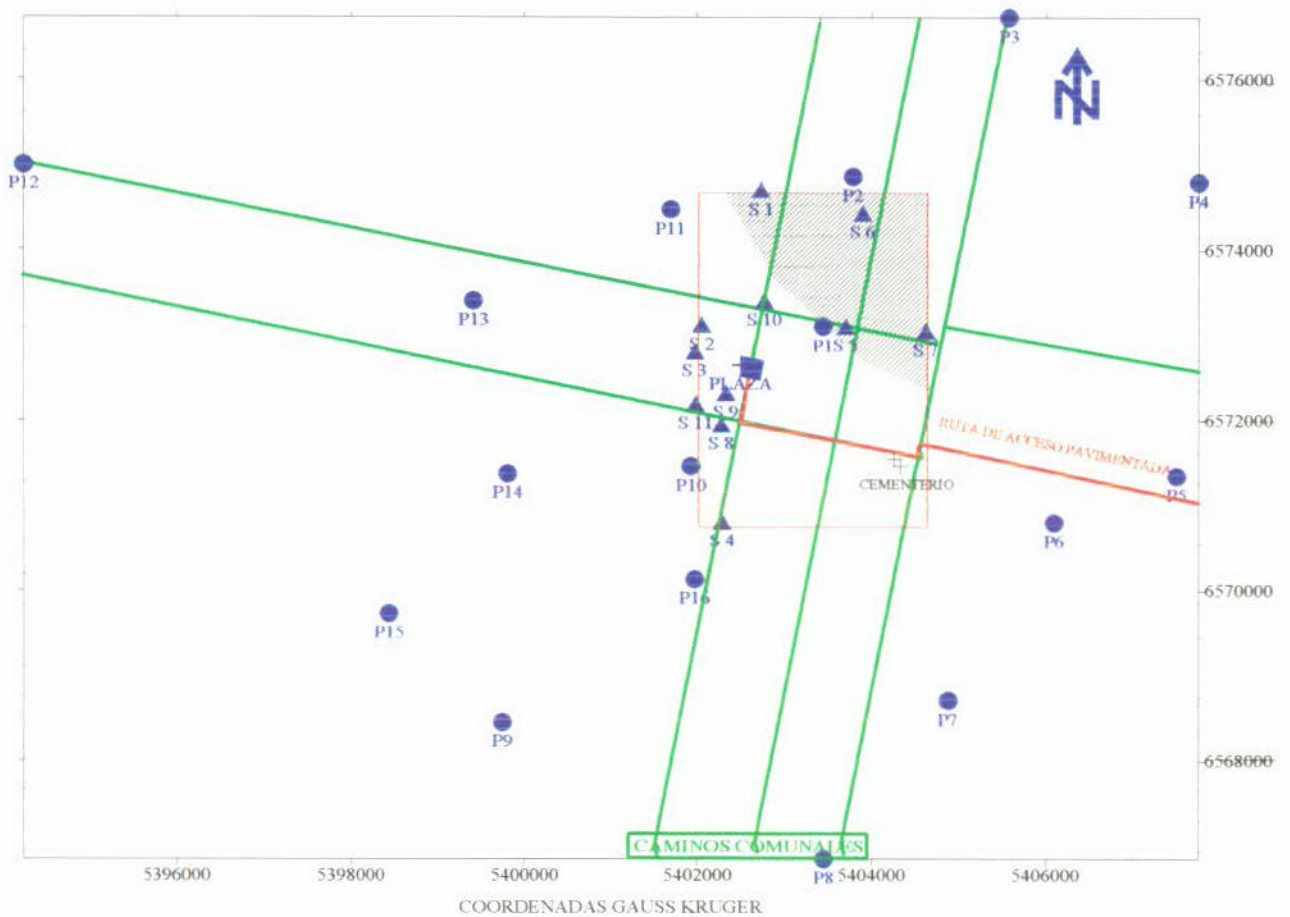 P3
N
6576000
P12
P2
P4
S 1
S 6
P11
6574000
P13
S 10
P1
S 5
S 7
S 2
S 3
PLAZA
S 9
S 11
6572000
S 8
RUTA DE ACCESO PAVIMENTADA
CEMENTERIO
P14
P10
P5
P6
S 4
P16
6570000
P15
P7
P9
6568000
CAMINOS COMUNALES
P8
5396000
5398000
5400000
5402000
5404000
5406000
COORDENADAS GAUSS KRUGER